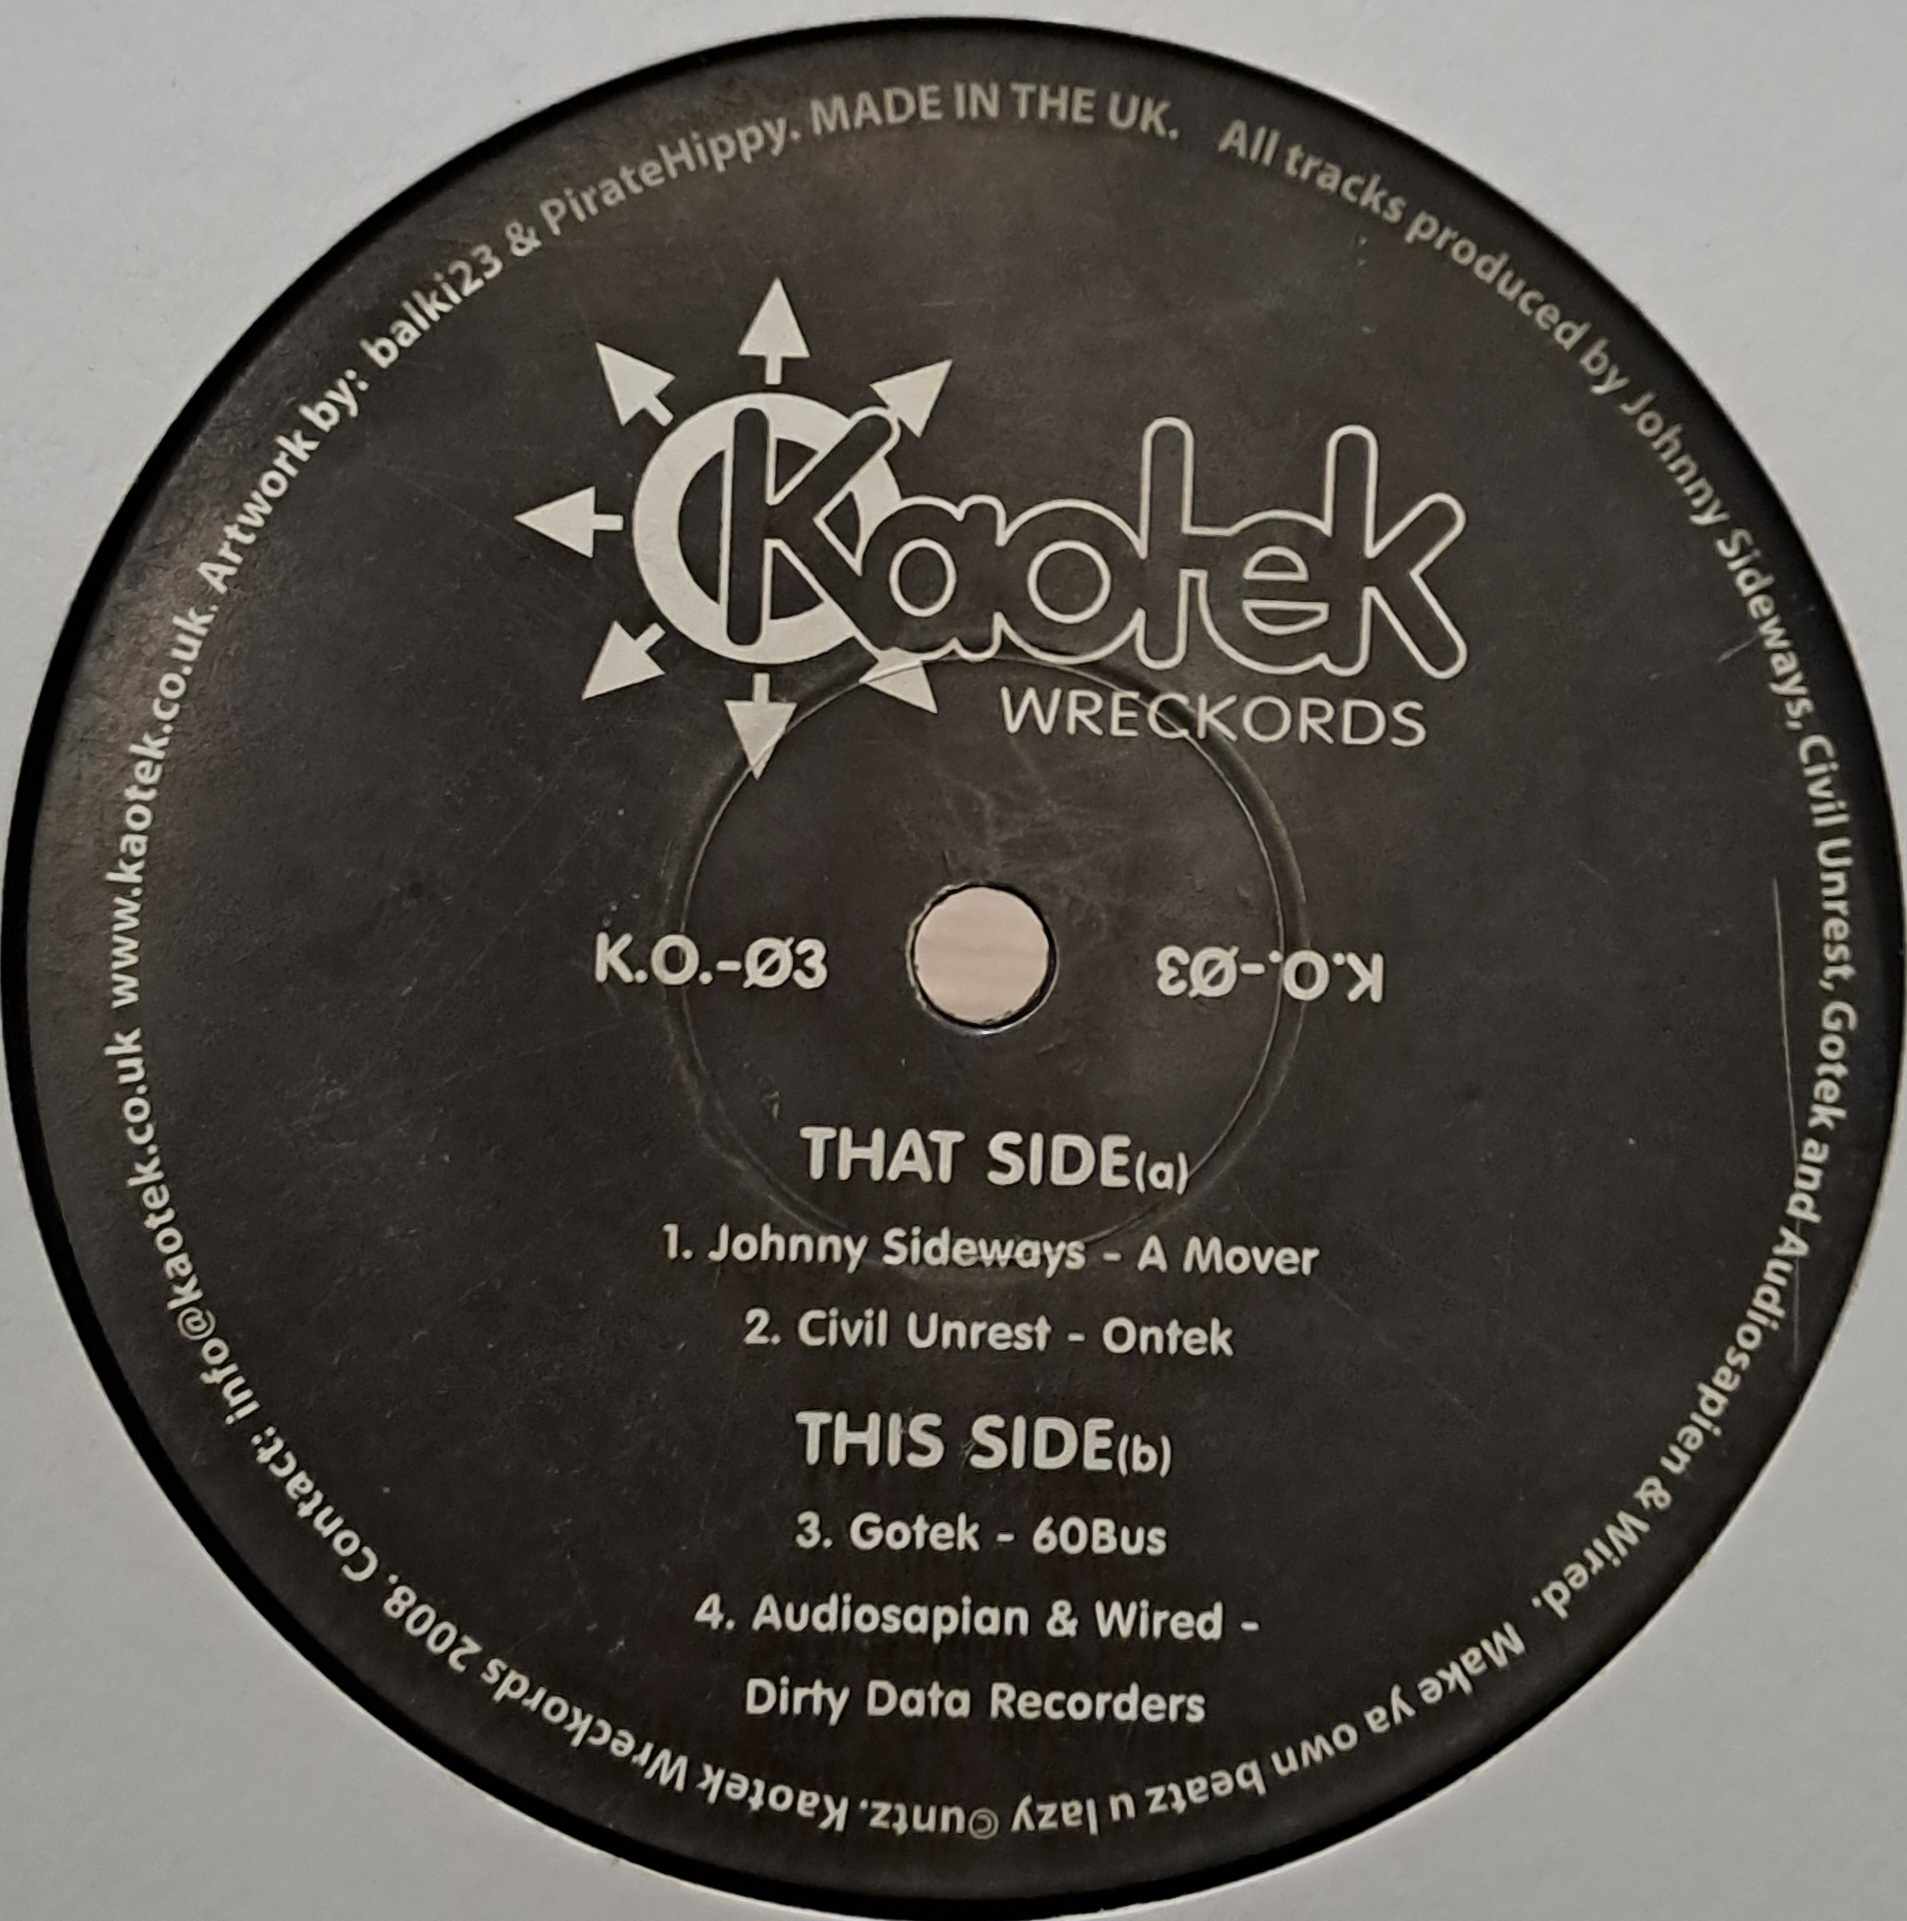 Kaotek
WRECKORDS
K.O.-Ø3
K.O.-Ø3
THAT SIDE(a)
1. Johnny Sideways - A Mover
2. Civil Unrest - Ontek
THIS SIDE(b)
3. Gotek - 60Bus
4. Audiosapian & Wired -
Dirty Data Recorders
All tracks produced by Johnny Sideways, Civil Unrest, Gotek and Audiosapien & Wired. Make ya own beatz u lazy ©untz. Kaotek Wreckords 2008. Contact: info@kaotek.co.uk www.kaotek.co.uk. Artwork by: balki23 & PirateHippy. MADE IN THE UK.